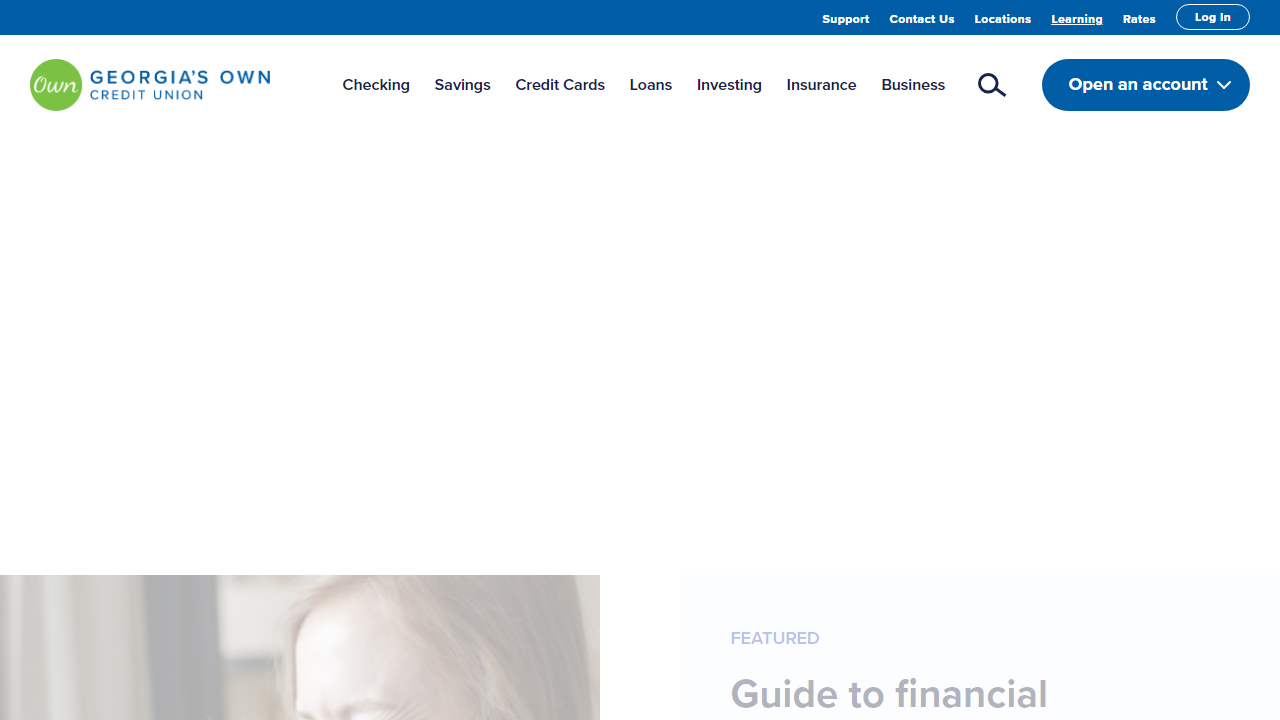 Support Contact Us Locations Learning Rates Log In
Own GEORGIA'S OWN
CREDIT UNION
Checking Savings Credit Cards Loans Investing Insurance Business Open an account
FEATURED
Guide to financial